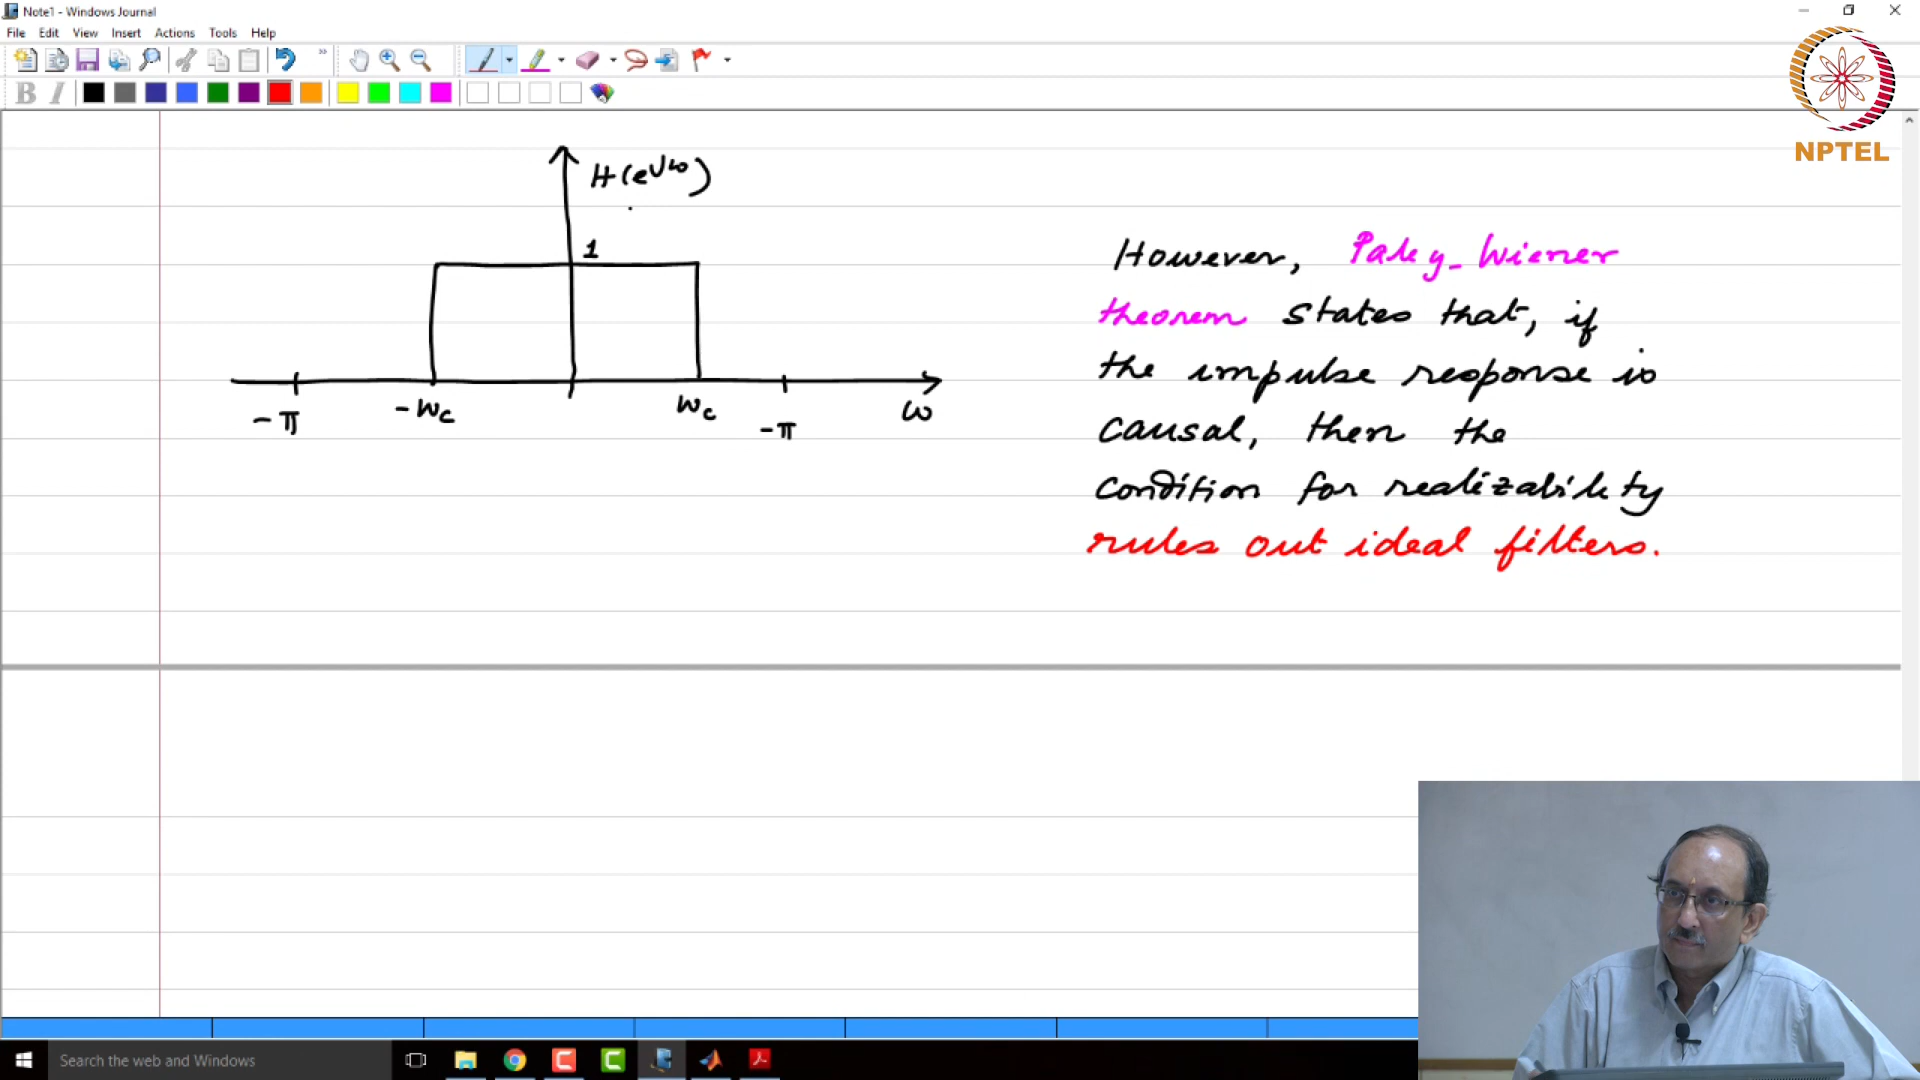 Note1 - Windows Journal
File Edit View Insert Actions Tools Help
B I
NPTEL
H(e^jω)
1
-π -ωc ωc -π ω
However, Paley-Wiener
theorem states that, if
the impulse response is
causal, then the
condition for realizability
rules out ideal filters.
Search the web and Windows